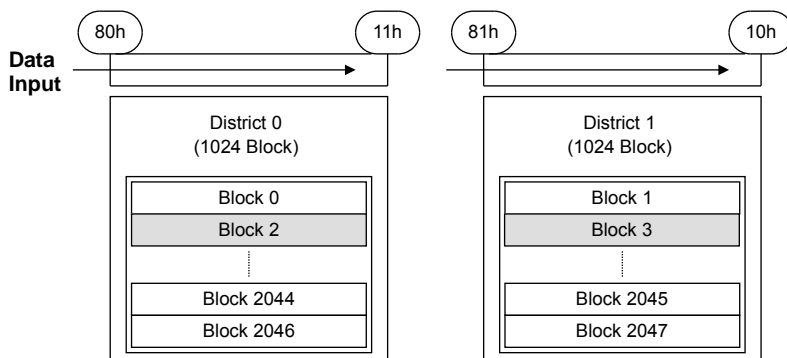 80h 11h 81h 10h
Data
Input
District 0 District 1
(1024 Block) (1024 Block)
Block 0 Block 1
Block 2 Block 3
Block 2044 Block 2045
Block 2046 Block 2047